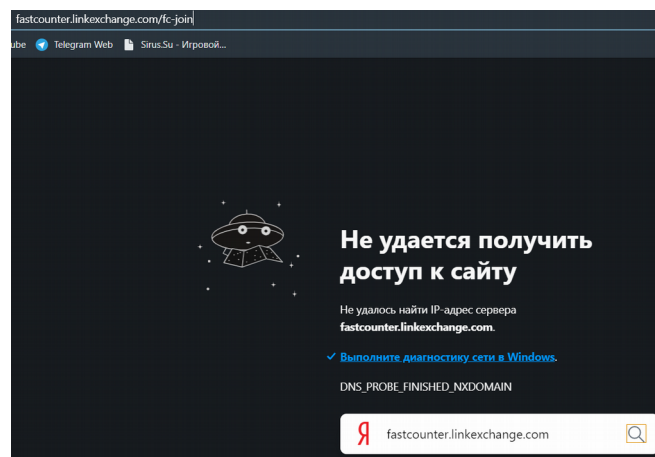 fastcounter.linkexchange.com/fc-join
ube Telegram Web Sirus.Su - Игровой...
Не удается получить
доступ к сайту
Не удалось найти IP-адрес сервера
fastcounter.linkexchange.com.
Выполните диагностику сети в Windows.
DNS_PROBE_FINISHED_NXDOMAIN
Я fastcounter.linkexchange.com